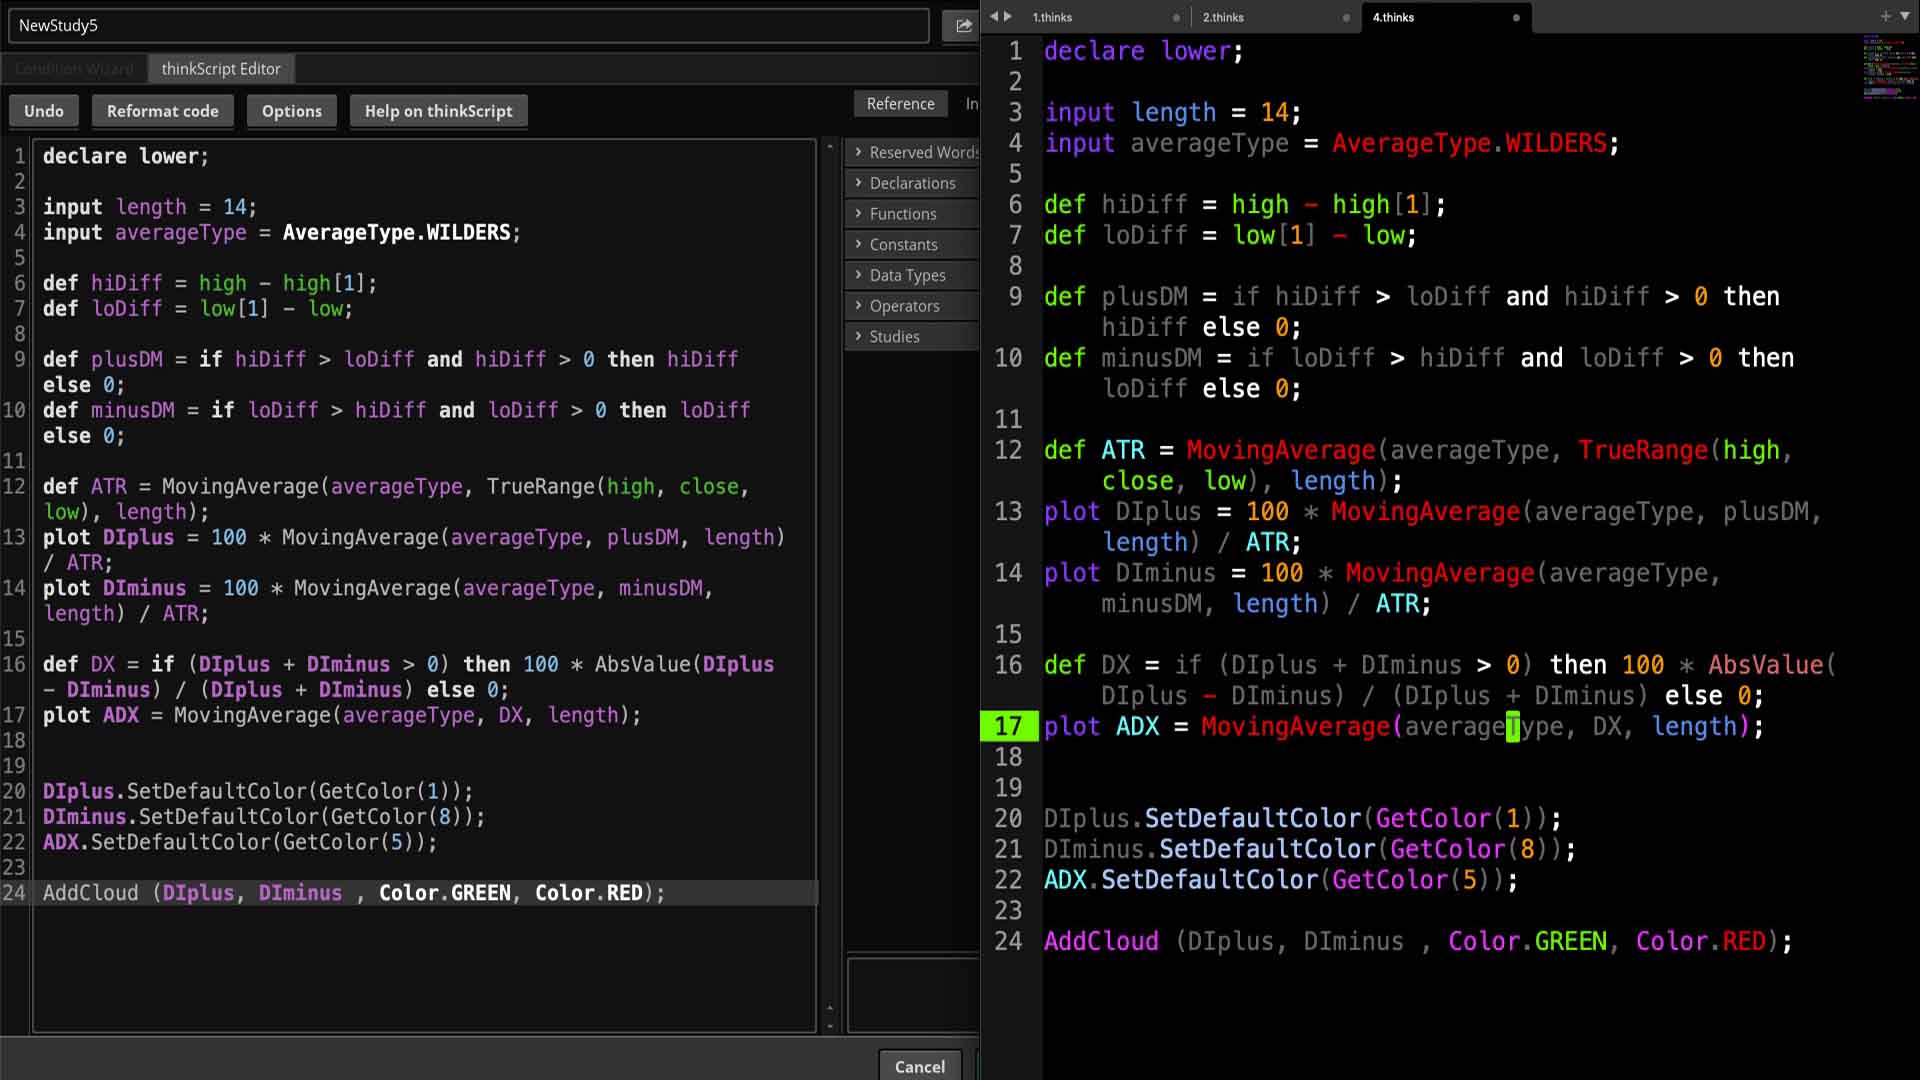 NewStudy5
Condition Wizard
thinkScript Editor
Undo
Reformat code
Options
Help on thinkScript
1 declare lower;
2
3 input length = 14;
4 input averageType = AverageType.WILDERS;
5
6 def hiDiff = high - high[1];
7 def loDiff = low[1] - low;
8
9 def plusDM = if hiDiff > loDiff and hiDiff > 0 then hiDiff
else 0;
10 def minusDM = if loDiff > hiDiff and loDiff > 0 then loDiff
else 0;
11
12 def ATR = MovingAverage(averageType, TrueRange(high, close,
low), length);
13 plot DIplus = 100 * MovingAverage(averageType, plusDM, length)
/ ATR;
14 plot DIminus = 100 * MovingAverage(averageType, minusDM,
length) / ATR;
15
16 def DX = if (DIplus + DIminus > 0) then 100 * AbsValue(DIplus
- DIminus) / (DIplus + DIminus) else 0;
17 plot ADX = MovingAverage(averageType, DX, length);
18
19
20 DIplus.SetDefaultColor(GetColor(1));
21 DIminus.SetDefaultColor(GetColor(8));
22 ADX.SetDefaultColor(GetColor(5));
23
24 AddCloud (DIplus, DIminus , Color.GREEN, Color.RED);
Reference
In
Reserved Words
Declarations
Functions
Constants
Data Types
Operators
Studies
Cancel
1.thinks
2.thinks
4.thinks
1 declare lower;
2
3 input length = 14;
4 input averageType = AverageType.WILDERS;
5
6 def hiDiff = high - high[1];
7 def loDiff = low[1] - low;
8
9 def plusDM = if hiDiff > loDiff and hiDiff > 0 then
hiDiff else 0;
10 def minusDM = if loDiff > hiDiff and loDiff > 0 then
loDiff else 0;
11
12 def ATR = MovingAverage(averageType, TrueRange(high,
close, low), length);
13 plot DIplus = 100 * MovingAverage(averageType, plusDM,
length) / ATR;
14 plot DIminus = 100 * MovingAverage(averageType,
minusDM, length) / ATR;
15
16 def DX = if (DIplus + DIminus > 0) then 100 * AbsValue(
DIplus - DIminus) / (DIplus + DIminus) else 0;
17 plot ADX = MovingAverage(averageType, DX, length);
18
19
20 DIplus.SetDefaultColor(GetColor(1));
21 DIminus.SetDefaultColor(GetColor(8));
22 ADX.SetDefaultColor(GetColor(5));
23
24 AddCloud (DIplus, DIminus , Color.GREEN, Color.RED);